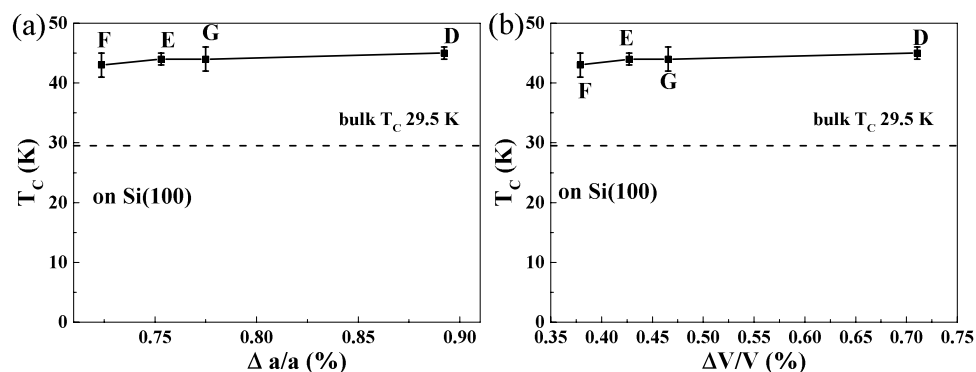 (a)
50
40
30
20
10
0
T_C (K)
F
E
G
D
bulk T_C 29.5 K
on Si(100)
0.75
0.80
0.85
0.90
Δ a/a (%)
(b)
50
40
30
20
10
0
T_C (K)
F
E
G
D
bulk T_C 29.5 K
on Si(100)
0.35
0.40
0.45
0.50
0.55
0.60
0.65
0.70
0.75
ΔV/V (%)